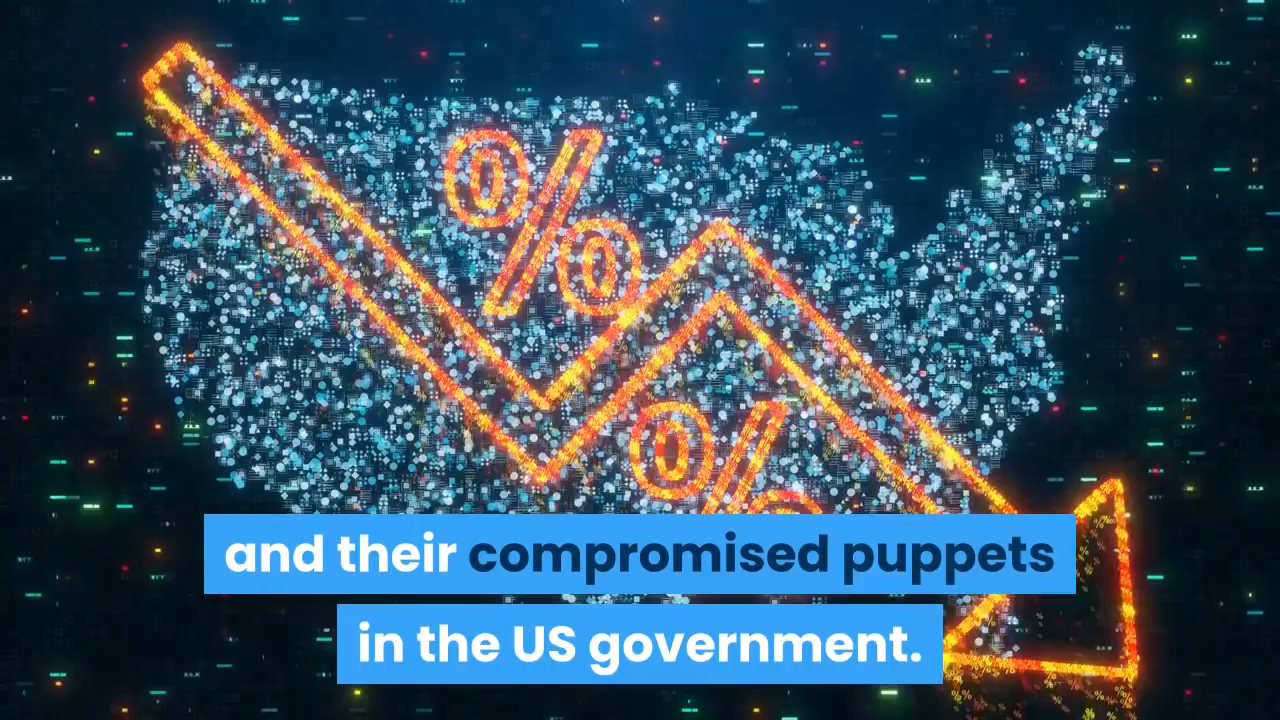 %
%
and their compromised puppets
in the US government.